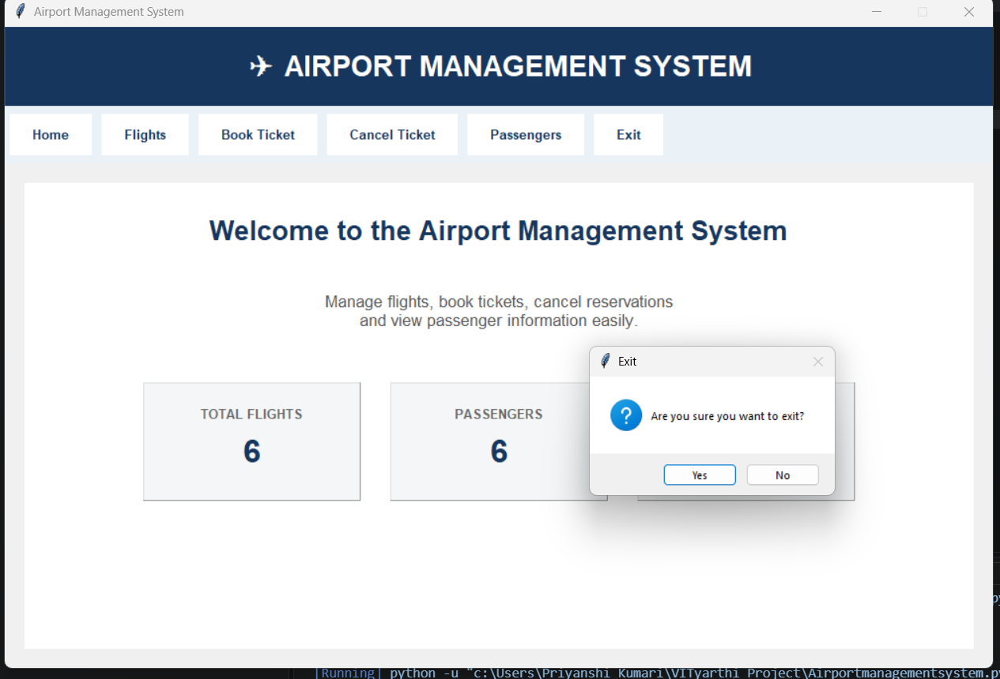 Airport Management System
✈ AIRPORT MANAGEMENT SYSTEM
Home Flights Book Ticket Cancel Ticket Passengers Exit
Welcome to the Airport Management System
Manage flights, book tickets, cancel reservations
and view passenger information easily.
TOTAL FLIGHTS
6
PASSENGERS
6
Exit
Are you sure you want to exit?
Yes No
[Running] python -u "c:\Users\Priyanshi Kumari\VITyarthi Project\Airportmanagementsystem.py